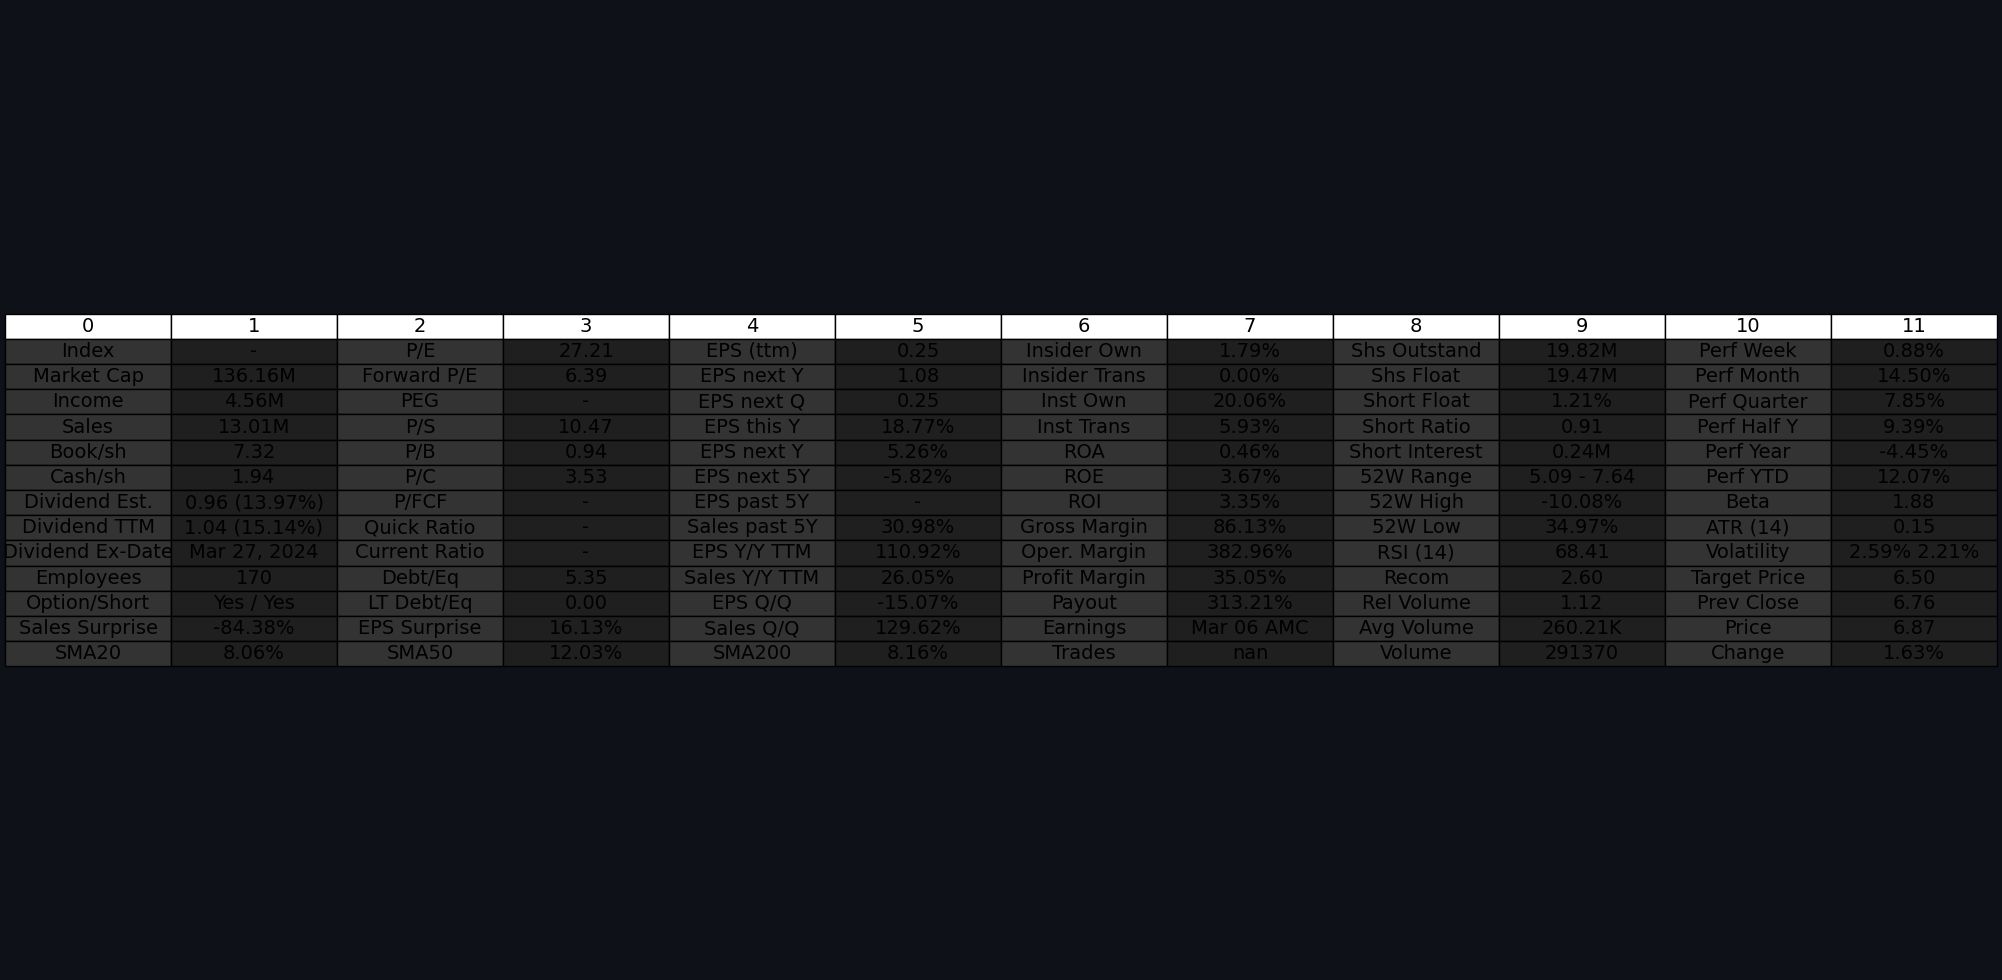 0 1 2 3 4 5 6 7 8 9 10 11
Index - P/E 27.21 EPS (ttm) 0.25 Insider Own 1.79% Shs Outstand 19.82M Perf Week 0.88%
Market Cap 136.16M Forward P/E 6.39 EPS next Y 1.08 Insider Trans 0.00% Shs Float 19.47M Perf Month 14.50%
Income 4.56M PEG - EPS next Q 0.25 Inst Own 20.06% Short Float 1.21% Perf Quarter 7.85%
Sales 13.01M P/S 10.47 EPS this Y 18.77% Inst Trans 5.93% Short Ratio 0.91 Perf Half Y 9.39%
Book/sh 7.32 P/B 0.94 EPS next Y 5.26% ROA 0.46% Short Interest 0.24M Perf Year -4.45%
Cash/sh 1.94 P/C 3.53 EPS next 5Y -5.82% ROE 3.67% 52W Range 5.09 - 7.64 Perf YTD 12.07%
Dividend Est. 0.96 (13.97%) P/FCF - EPS past 5Y - ROI 3.35% 52W High -10.08% Beta 1.88
Dividend TTM 1.04 (15.14%) Quick Ratio - Sales past 5Y 30.98% Gross Margin 86.13% 52W Low 34.97% ATR (14) 0.15
Dividend Ex-Date Mar 27, 2024 Current Ratio - EPS Y/Y TTM 110.92% Oper. Margin 382.96% RSI (14) 68.41 Volatility 2.59% 2.21%
Employees 170 Debt/Eq 5.35 Sales Y/Y TTM 26.05% Profit Margin 35.05% Recom 2.60 Target Price 6.50
Option/Short Yes / Yes LT Debt/Eq 0.00 EPS Q/Q -15.07% Payout 313.21% Rel Volume 1.12 Prev Close 6.76
Sales Surprise -84.38% EPS Surprise 16.13% Sales Q/Q 129.62% Earnings Mar 06 AMC Avg Volume 260.21K Price 6.87
SMA20 8.06% SMA50 12.03% SMA200 8.16% Trades nan Volume 291370 Change 1.63%